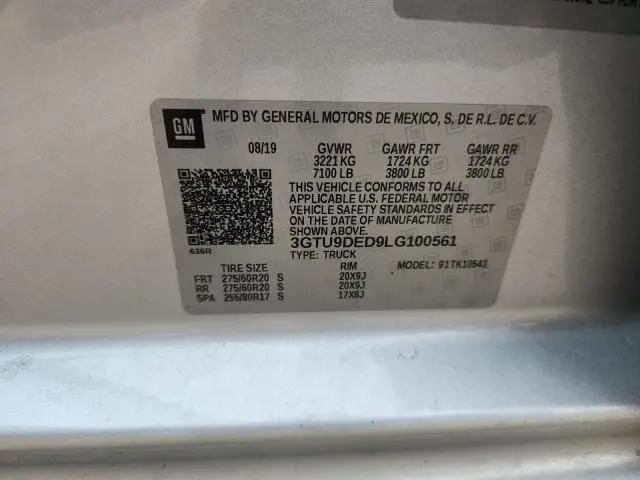 GM
MFD BY GENERAL MOTORS DE MEXICO, S. DE R.L. DE C.V.
08/19 GVWR GAWR FRT GAWR RR
3221 KG 1724 KG 1724 KG
7100 LB 3800 LB 3800 LB
THIS VEHICLE CONFORMS TO ALL
APPLICABLE U.S. FEDERAL MOTOR
VEHICLE SAFETY STANDARDS IN EFFECT
ON THE DATE OF MANUFACTURE SHOWN ABOVE.
636R 3GTU9DED9LG100561
TYPE: TRUCK
TIRE SIZE RIM MODEL: 91TK10543
FRT 275/60R20 S 20X9J
RR 275/60R20 S 20X9J
SPA 255/80R17 S 17X8J